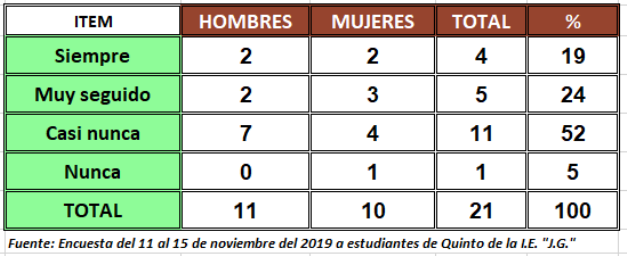 ITEM HOMBRES MUJERES TOTAL %
Siempre 2 2 4 19
Muy seguido 2 3 5 24
Casi nunca 7 4 11 52
Nunca 0 1 1 5
TOTAL 11 10 21 100
Fuente: Encuesta del 11 al 15 de noviembre del 2019 a estudiantes de Quinto de la I.E. "J.G."